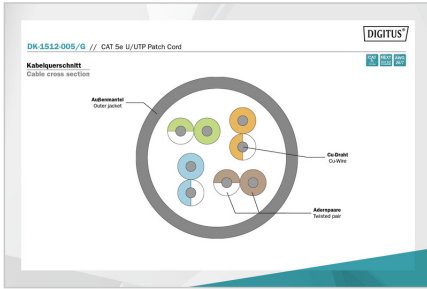 DIGITUS®
DK-1512-005/G // CAT 5e U/UTP Patch Cord
Kabelquerschnitt
Cable cross section
Außenmantel
Outer jacket
Cu-Draht
Cu-Wire
Aderspaare
Twisted pair